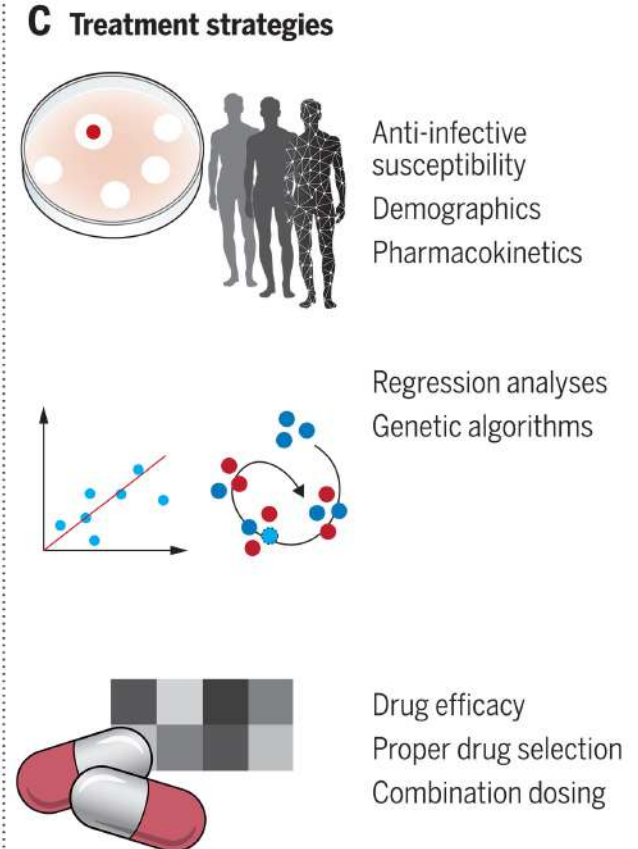 C Treatment strategies
Anti-infective
susceptibility
Demographics
Pharmacokinetics
Regression analyses
Genetic algorithms
Drug efficacy
Proper drug selection
Combination dosing